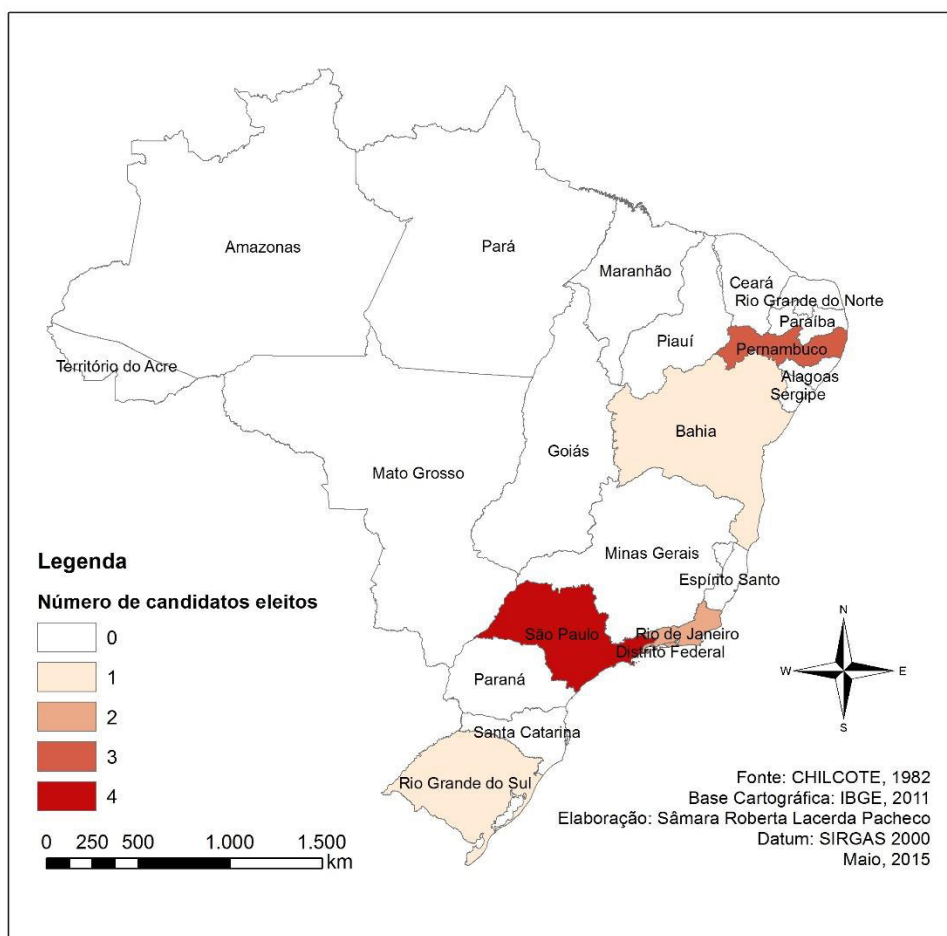 Amazonas
Pará
Maranhão
Ceará
Rio Grande do Norte
Paraíba
Piauí
Pernambuco
Território do Acre
Alagoas
Sergipe
Bahia
Goiás
Mato Grosso
Minas Gerais
Espírito Santo
São Paulo
Rio de Janeiro
Distrito Federal
Paraná
Santa Catarina
Rio Grande do Sul
Legenda
Número de candidatos eleitos
0
1
2
3
4
0 250 500 1.000 1.500
km
N
W E
S
Fonte: CHILCOTE, 1982
Base Cartográfica: IBGE, 2011
Elaboração: Sâmara Roberta Lacerda Pacheco
Datum: SIRGAS 2000
Maio, 2015